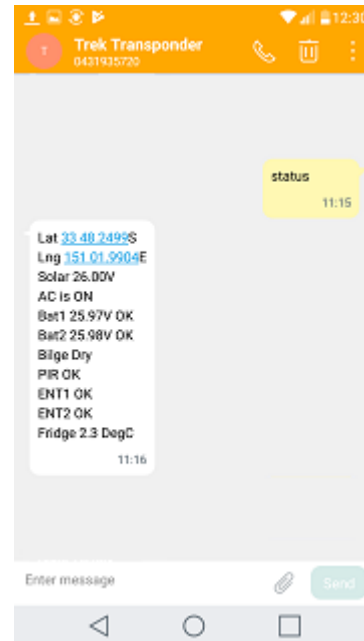 12:30
T
Trek Transponder
0431935720
status
11:15
Lat 33 48.2499S
Lng 151 01.9904E
Solar 26.00V
AC is ON
Bat1 25.97V OK
Bat2 25.98V OK
Bilge Dry
PIR OK
ENT1 OK
ENT2 OK
Fridge 2.3 DegC
11:16
Enter message
Send